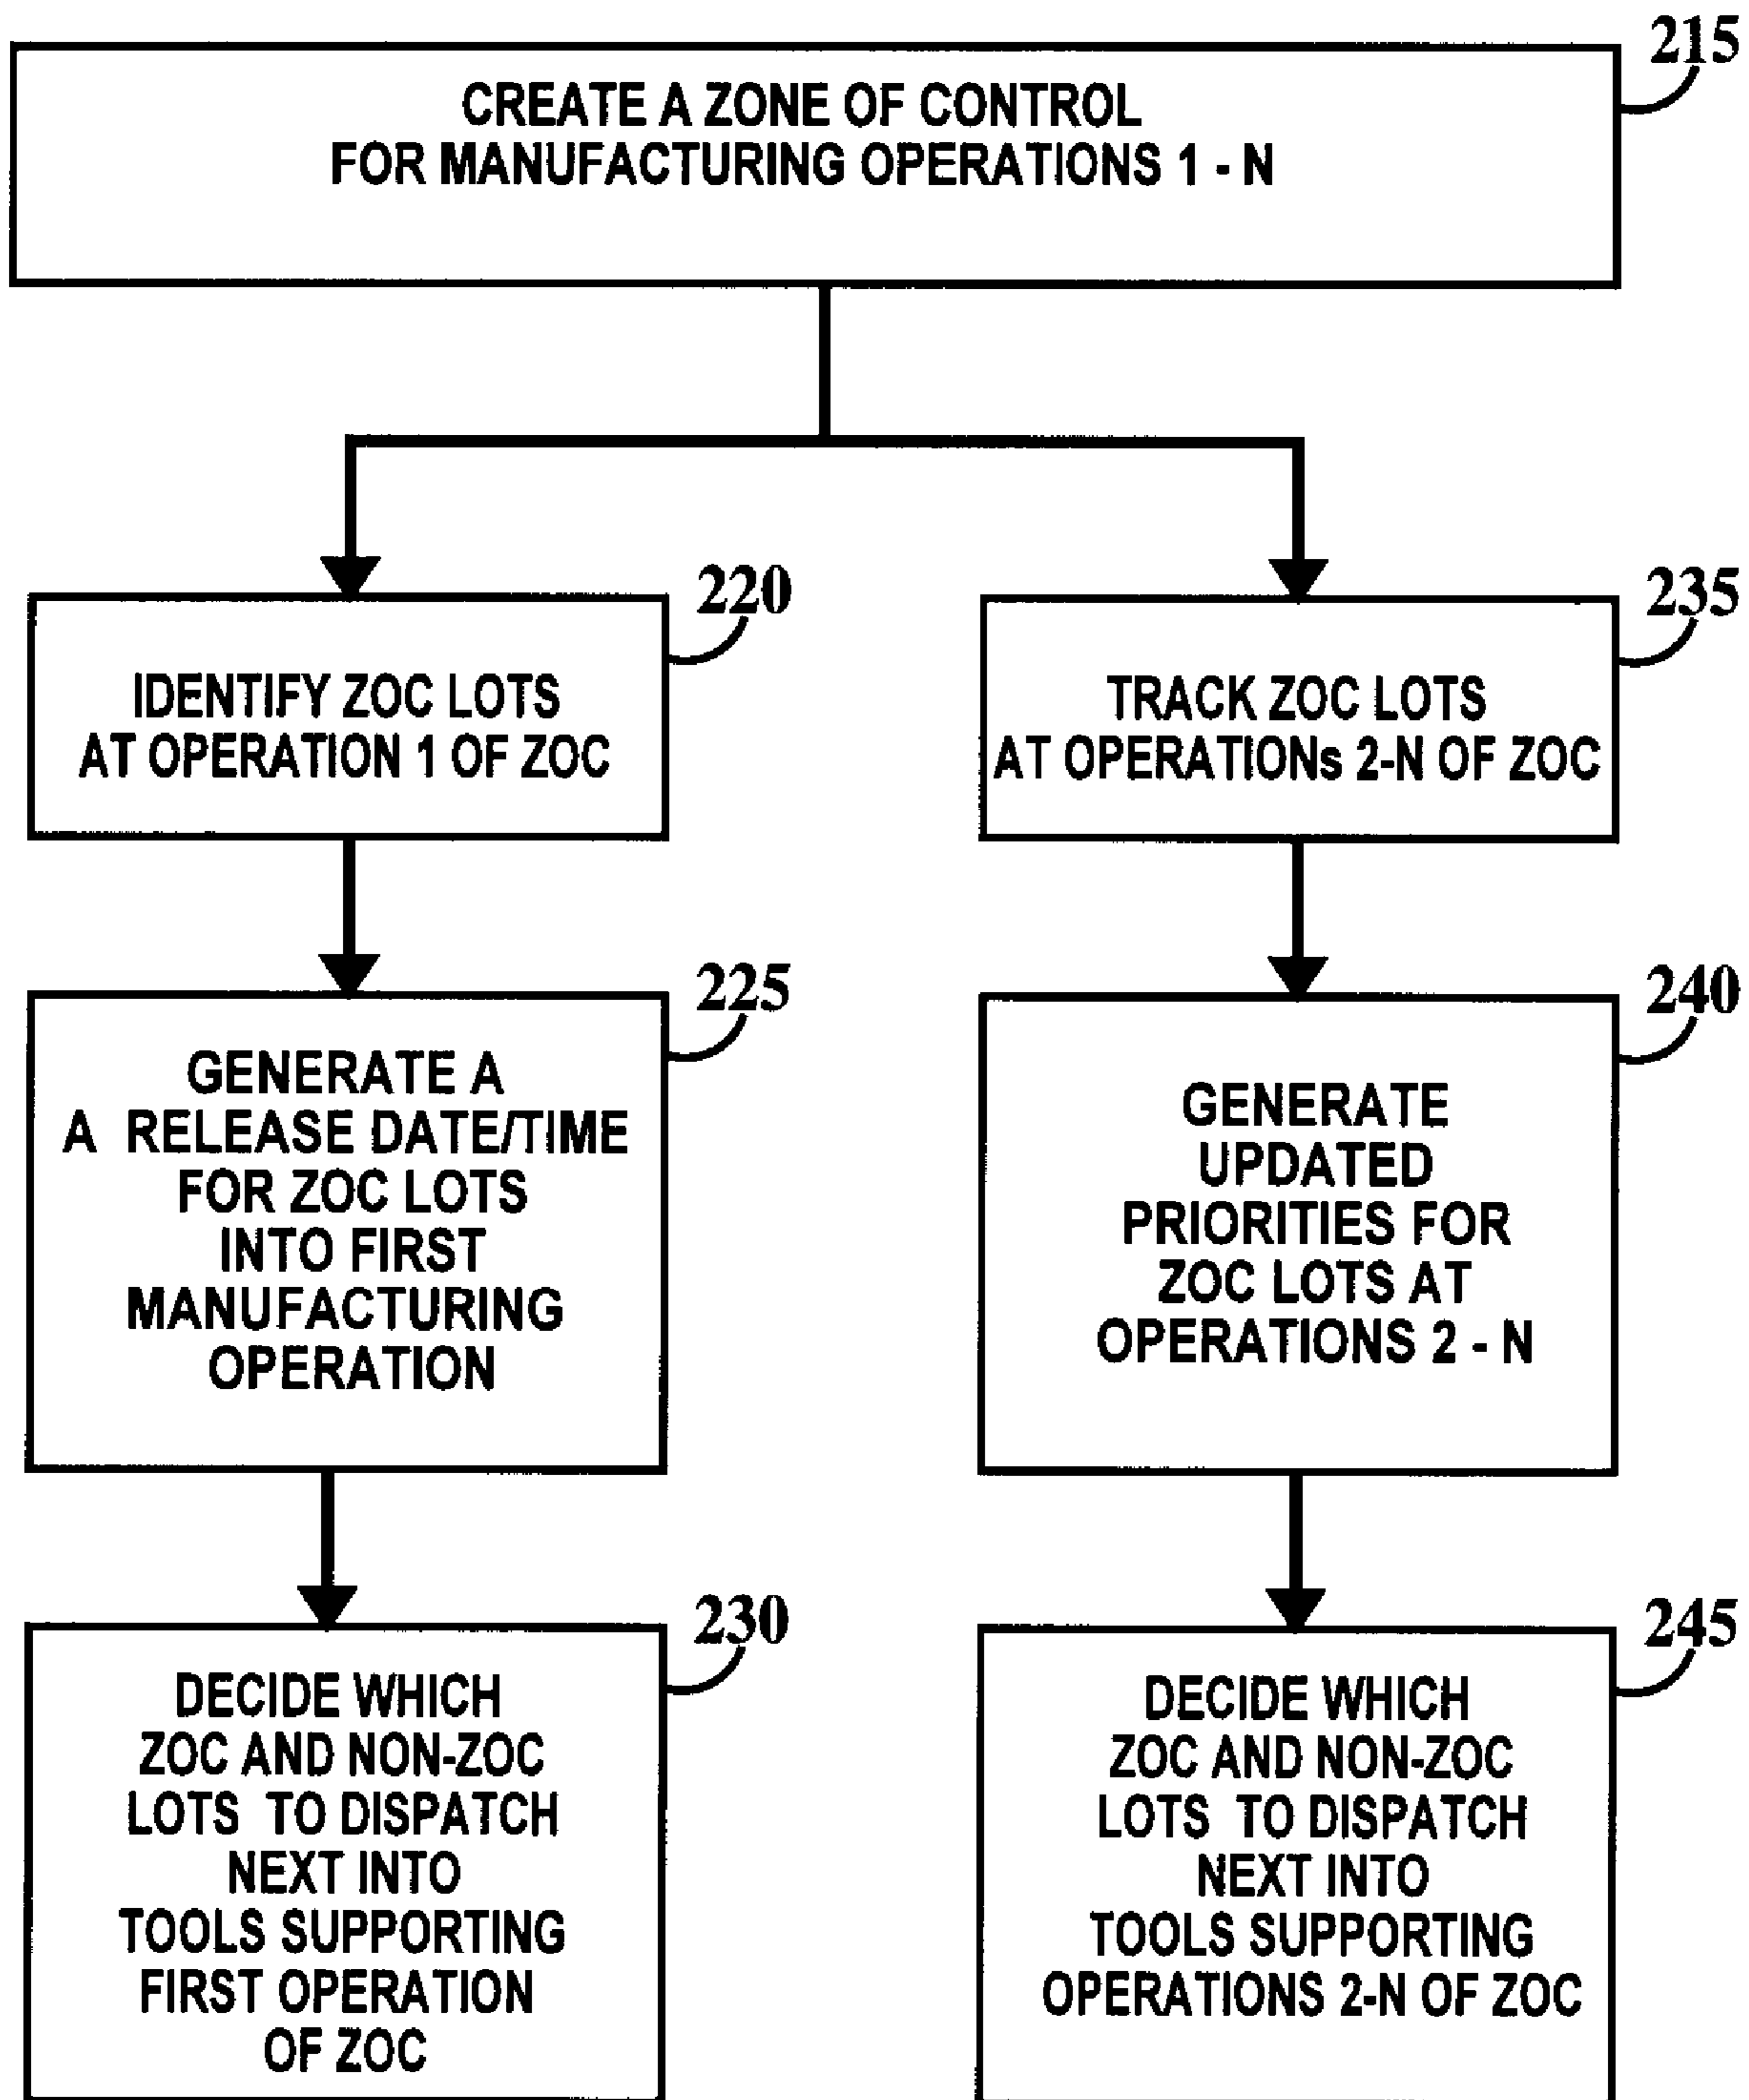 215
CREATE A ZONE OF CONTROL
FOR MANUFACTURING OPERATIONS 1 - N
220
IDENTIFY ZOC LOTS
AT OPERATION 1 OF ZOC
225
GENERATE A
A RELEASE DATE/TIME
FOR ZOC LOTS
INTO FIRST
MANUFACTURING
OPERATION
230
DECIDE WHICH
ZOC AND NON-ZOC
LOTS TO DISPATCH
NEXT INTO
TOOLS SUPPORTING
FIRST OPERATION
OF ZOC
235
TRACK ZOC LOTS
AT OPERATIONs 2-N OF ZOC
240
GENERATE
UPDATED
PRIORITIES FOR
ZOC LOTS AT
OPERATIONS 2 - N
245
DECIDE WHICH
ZOC AND NON-ZOC
LOTS TO DISPATCH
NEXT INTO
TOOLS SUPPORTING
OPERATIONS 2-N OF ZOC